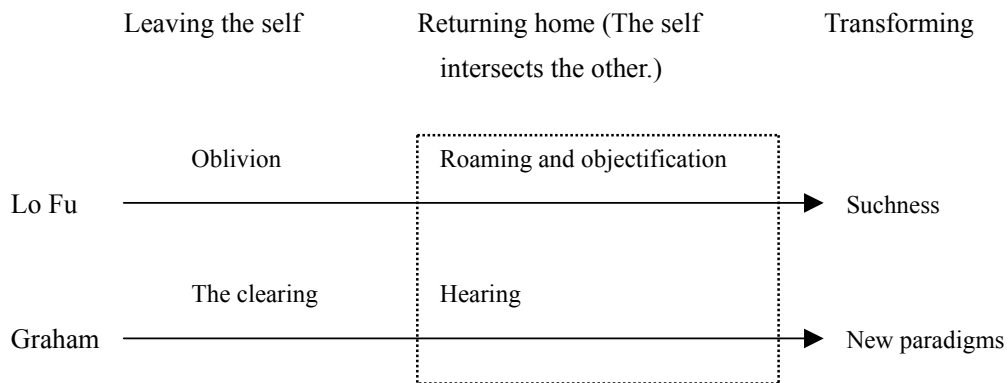 Leaving the self Returning home (The self Transforming
intersects the other.)
Oblivion Roaming and objectification
Lo Fu Suchness
The clearing Hearing
Graham New paradigms